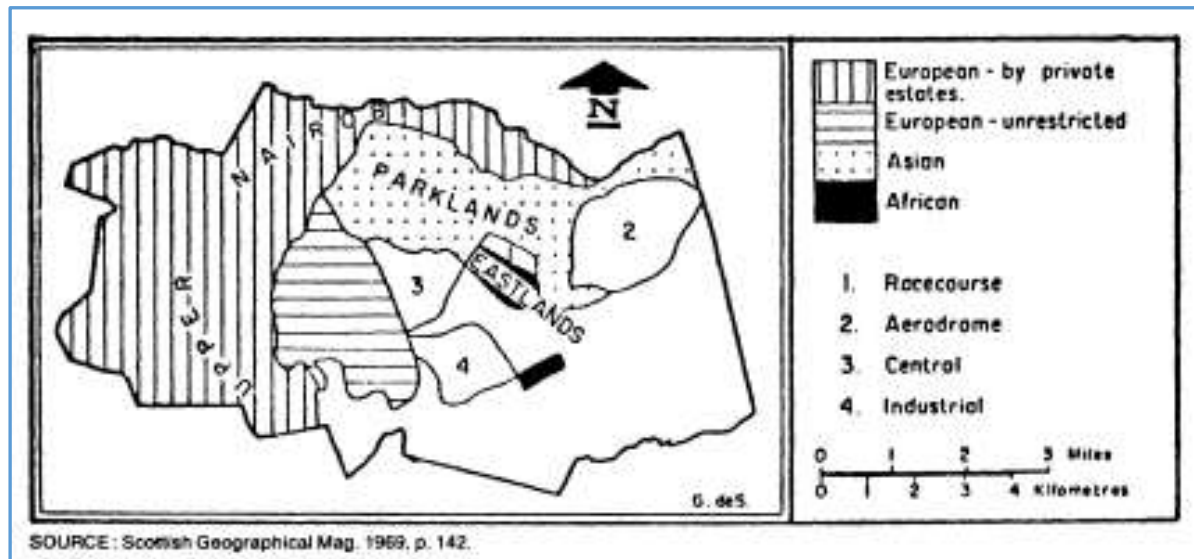 UPPER NAIROBI
PARKLANDS
EASTLANDS
2
3
4
N
G. deS.
European - by private
estates.
European - unrestricted
Asian
African
1. Racecourse
2. Aerodrome
3. Central
4. Industrial
0 1 2 3 Miles
0 1 2 3 4 Kilometres
SOURCE: Scottish Geographical Mag. 1969, p. 142.